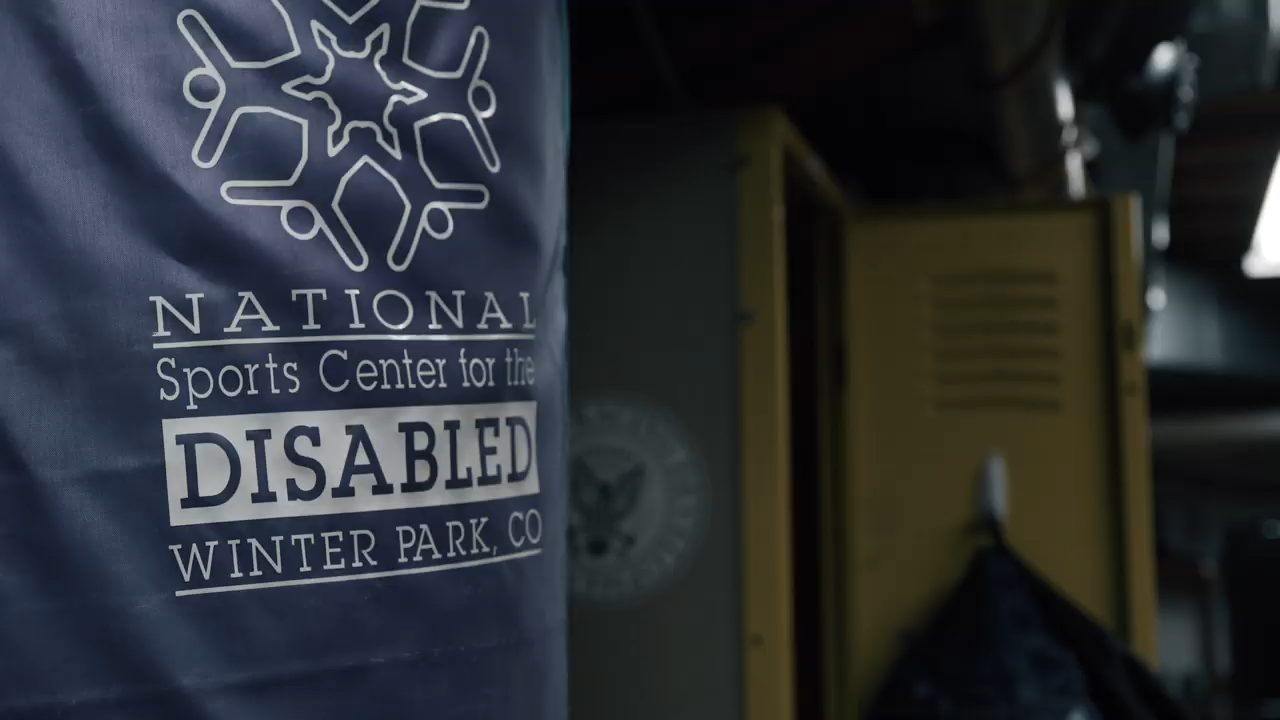 NATIONAL
Sports Center for the
DISABLED
WINTER PARK, CO